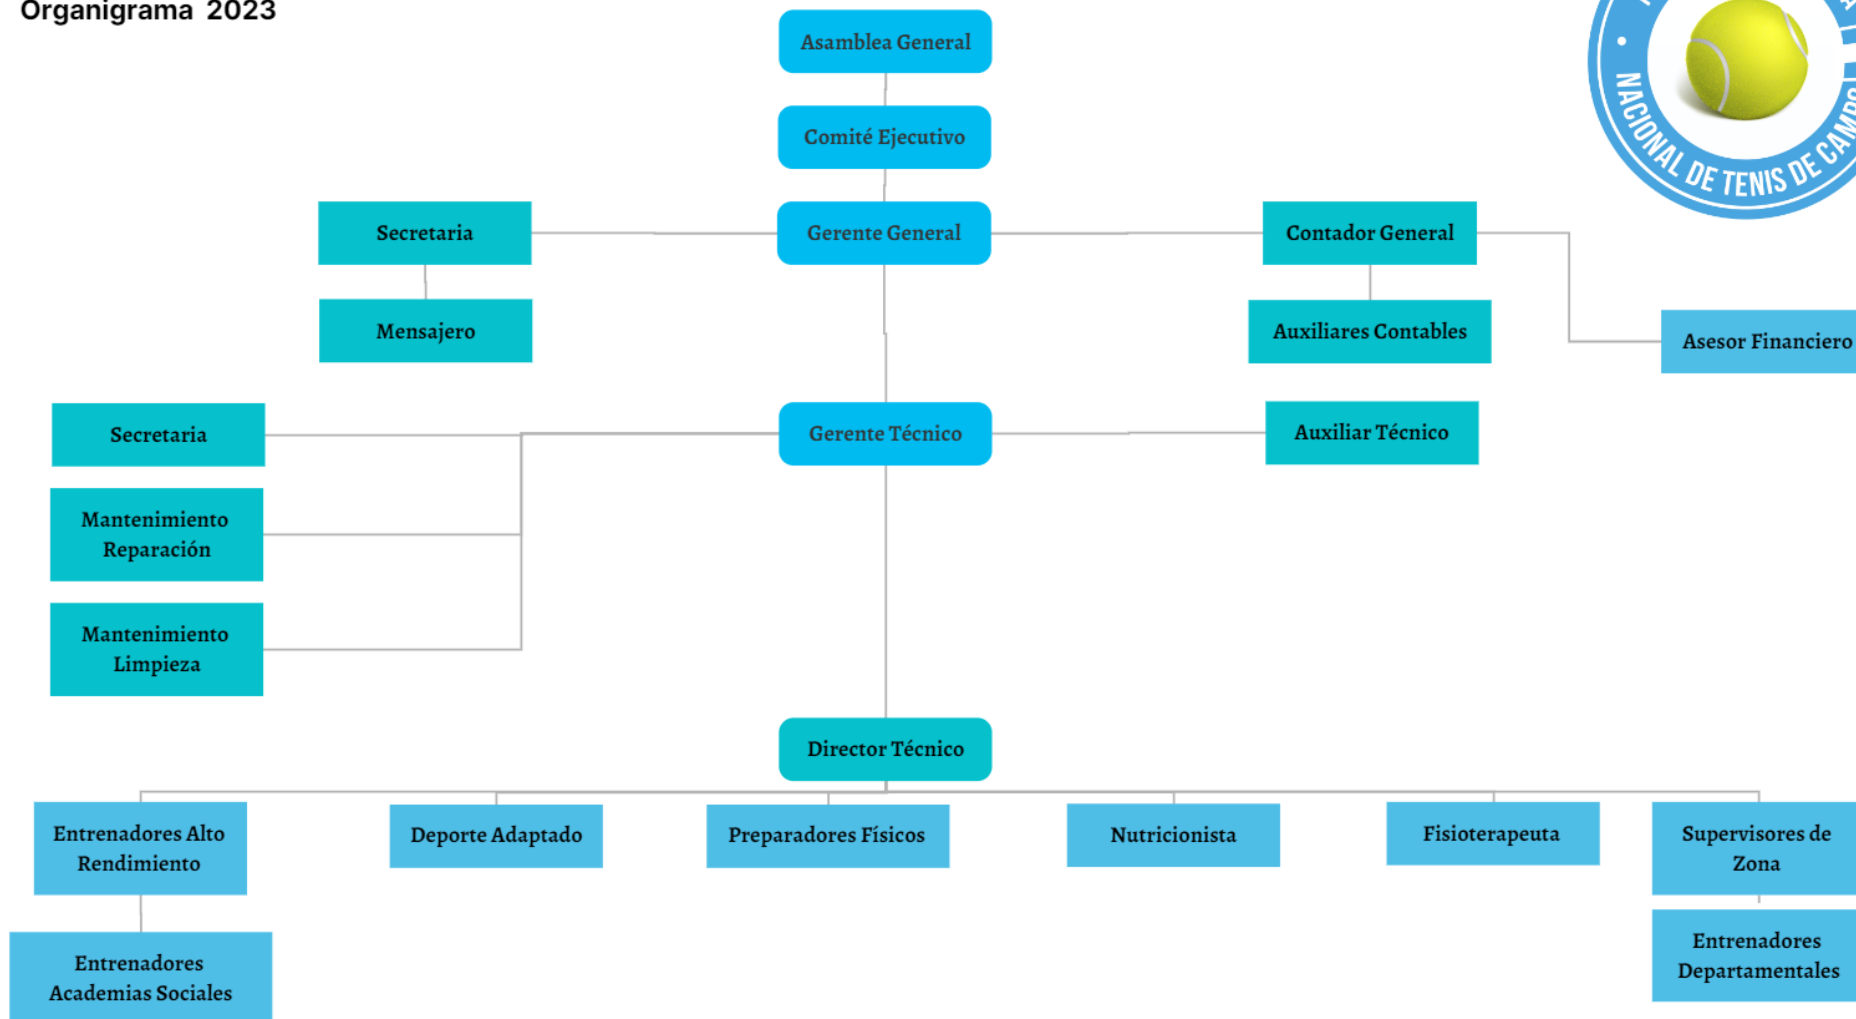 Organigrama 2023
Asamblea General
NACIONAL DE TENIS DE CAMPO
Comité Ejecutivo
Secretaria
Gerente General
Contador General
Mensajero
Auxiliares Contables
Asesor Financiero
Secretaria
Gerente Técnico
Auxiliar Técnico
Mantenimiento
Reparación
Mantenimiento
Limpieza
Director Técnico
Entrenadores Alto
Rendimiento
Deporte Adaptado
Preparadores Físicos
Nutricionista
Fisioterapeuta
Supervisores de
Zona
Entrenadores
Academias Sociales
Entrenadores
Departamentales